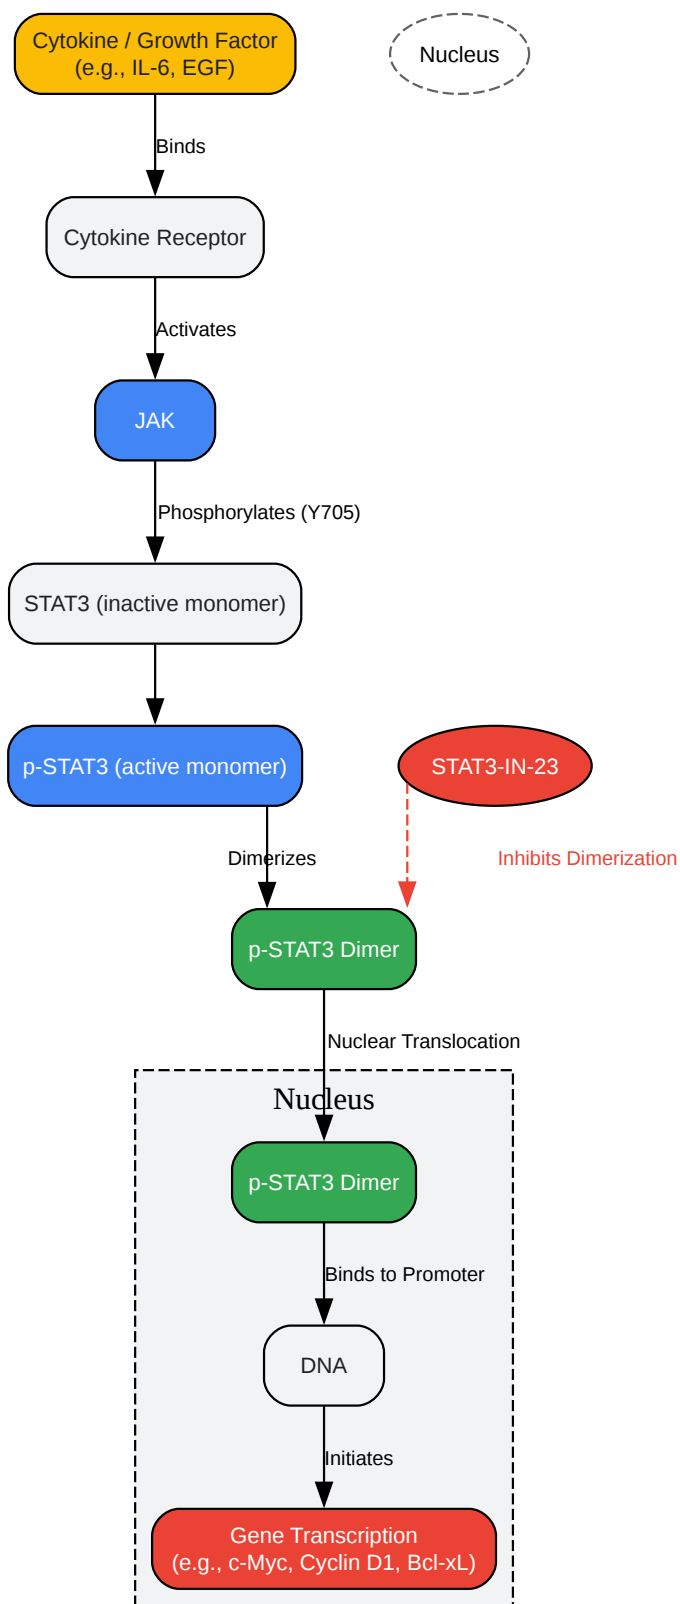 Cytokine / Growth Factor
(e.g., IL-6, EGF)
Nucleus
Binds
Cytokine Receptor
Activates
JAK
Phosphorylates (Y705)
STAT3 (inactive monomer)
p-STAT3 (active monomer)
STAT3-IN-23
Dimerizes
Inhibits Dimerization
p-STAT3 Dimer
Nuclear Translocation
Nucleus
p-STAT3 Dimer
Binds to Promoter
DNA
Initiates
Gene Transcription
(e.g., c-Myc, Cyclin D1, Bcl-xL)